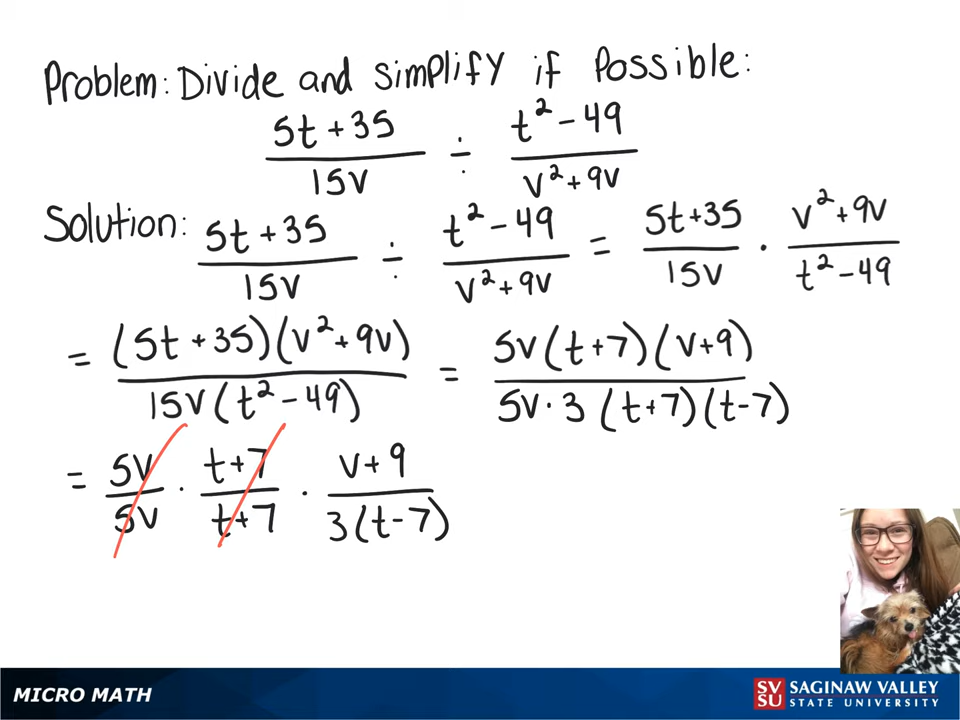 Problem: Divide and simplify if possible:
(5t + 35)/(15v) ÷ (t² - 49)/(v² + 9v)
Solution: (5t + 35)/(15v) ÷ (t² - 49)/(v² + 9v) = (5t + 35)/(15v) · (v² + 9v)/(t² - 49)
= ((5t + 35)(v² + 9v))/(15v(t² - 49)) = (5v(t + 7)(v + 9))/(5v · 3(t + 7)(t - 7))
= (5v)/(5v) · (t + 7)/(t + 7) · (v + 9)/(3(t - 7))
MICRO MATH
SVSU SAGINAW VALLEY
STATE UNIVERSITY